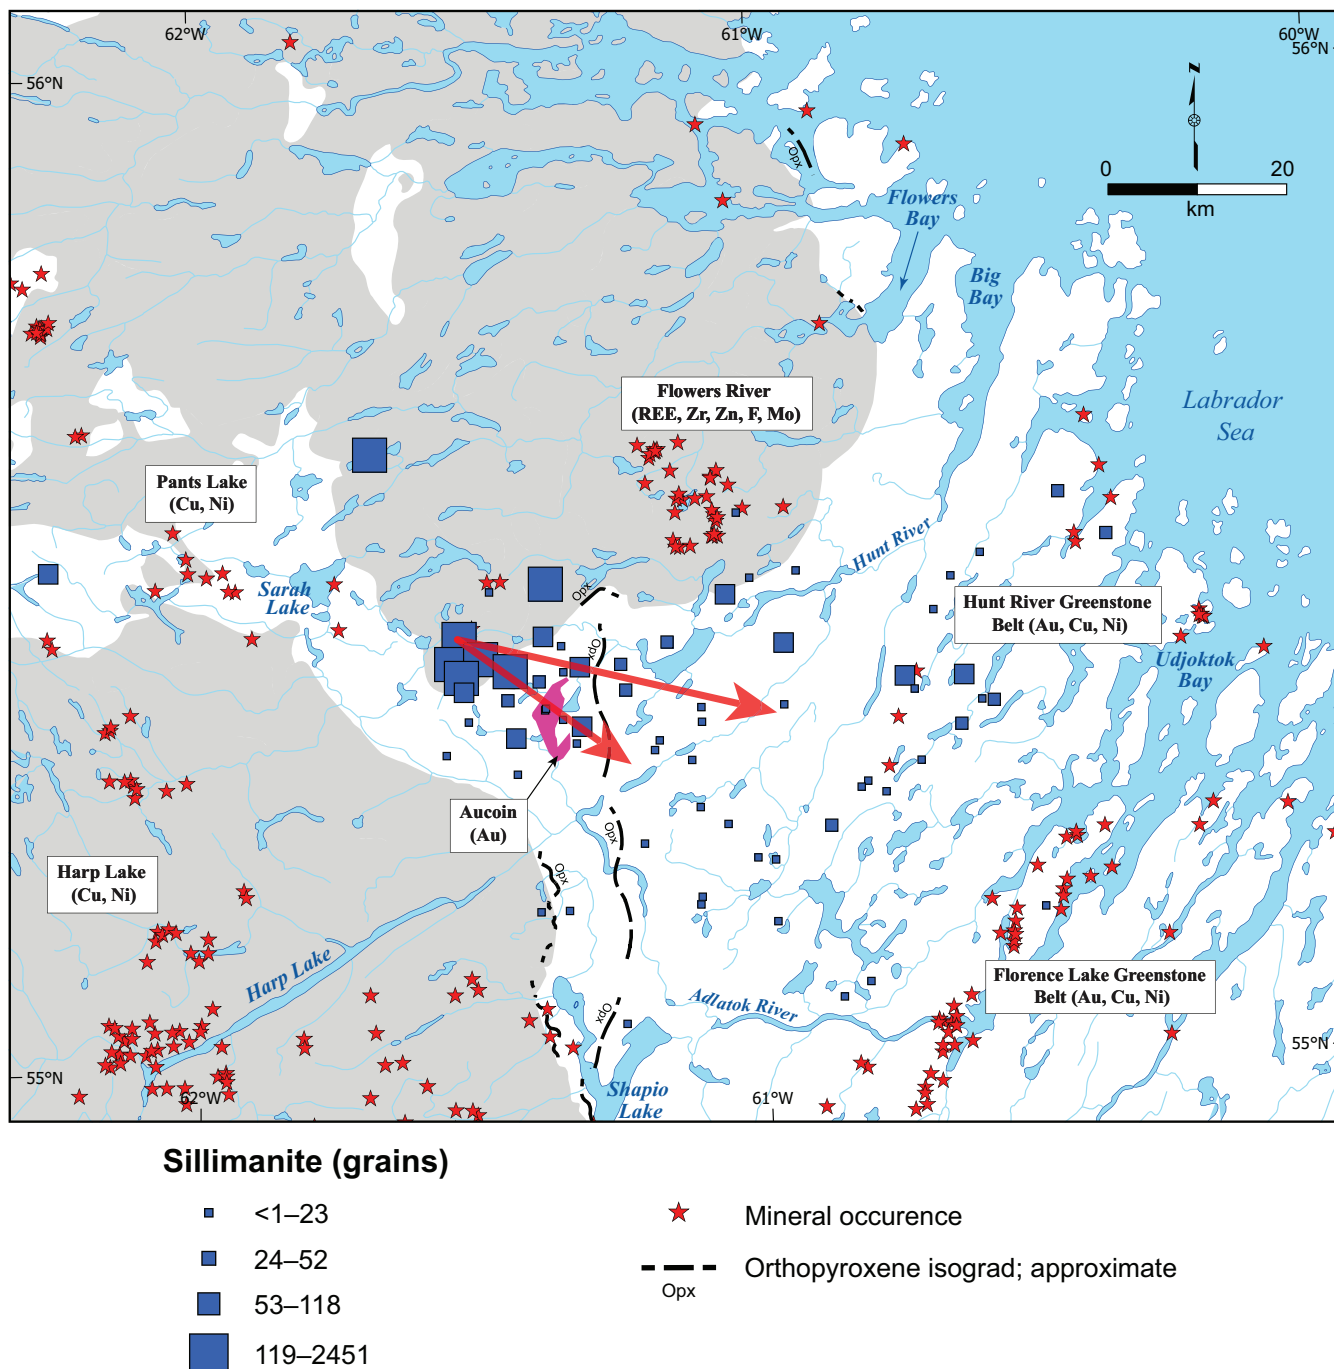 62°W
61°W
60°W
56°N
56°N
N
0 20
km
Opx
Flowers
Bay
Big
Bay
Labrador
Sea
Flowers River
(REE, Zr, Zn, F, Mo)
Pants Lake
(Cu, Ni)
Hunt River
Sarah
Lake
Opx
Opx
Hunt River Greenstone
Belt (Au, Cu, Ni)
Udjoktok
Bay
Aucoin
(Au)
Opx
Harp Lake
(Cu, Ni)
Opx
Harp Lake
Florence Lake Greenstone
Belt (Au, Cu, Ni)
Adlatok River
Opx
55°N
55°N
Shapio
Lake
62°W
61°W
Sillimanite (grains)
<1–23
24–52
53–118
119–2451
Mineral occurence
Orthopyroxene isograd; approximate
Opx